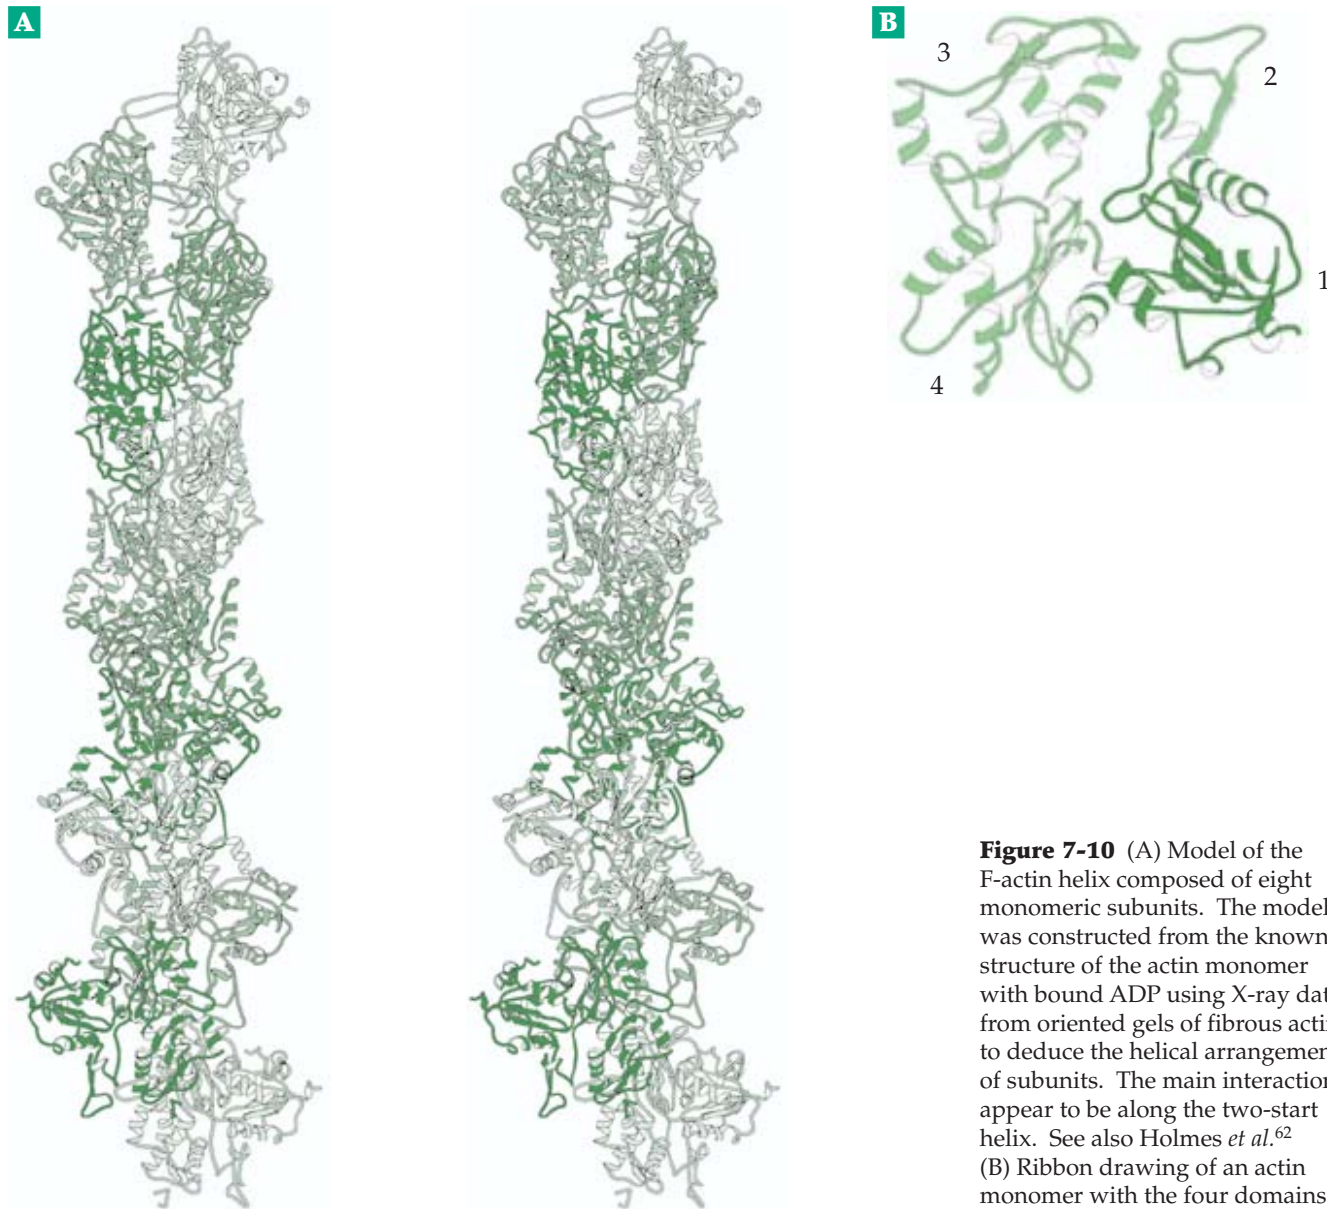 A
B
3
2
1
4
Figure 7-10 (A) Model of the
F-actin helix composed of eight
monomeric subunits. The model
was constructed from the known
structure of the actin monomer
with bound ADP using X-ray dat
from oriented gels of fibrous actin
to deduce the helical arrangemen
of subunits. The main interaction
appear to be along the two-start
helix. See also Holmes et al.62
(B) Ribbon drawing of an actin
monomer with the four domains